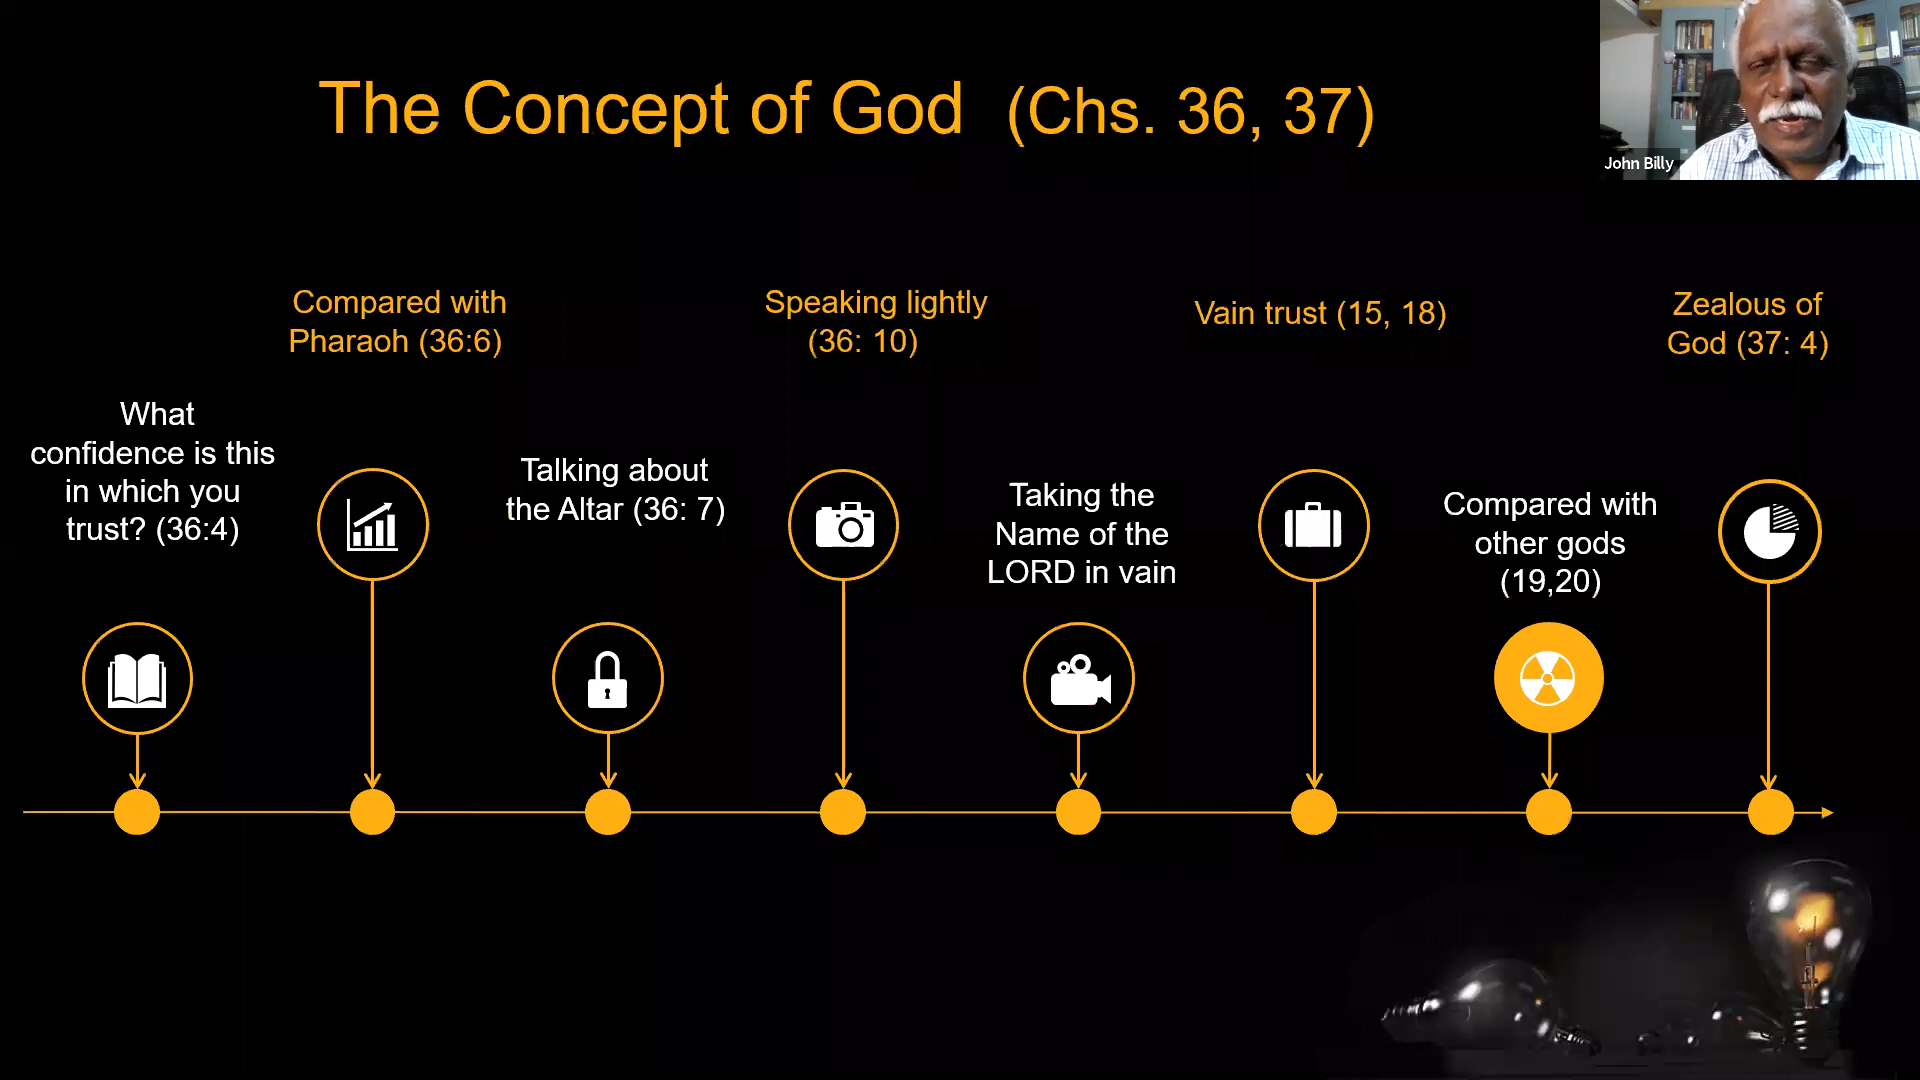 The Concept of God (Chs. 36, 37)
John Billy
What
confidence is this
in which you
trust? (36:4)
Compared with
Pharaoh (36:6)
Talking about
the Altar (36: 7)
Speaking lightly
(36: 10)
Taking the
Name of the
LORD in vain
Vain trust (15, 18)
Compared with
other gods
(19,20)
Zealous of
God (37: 4)